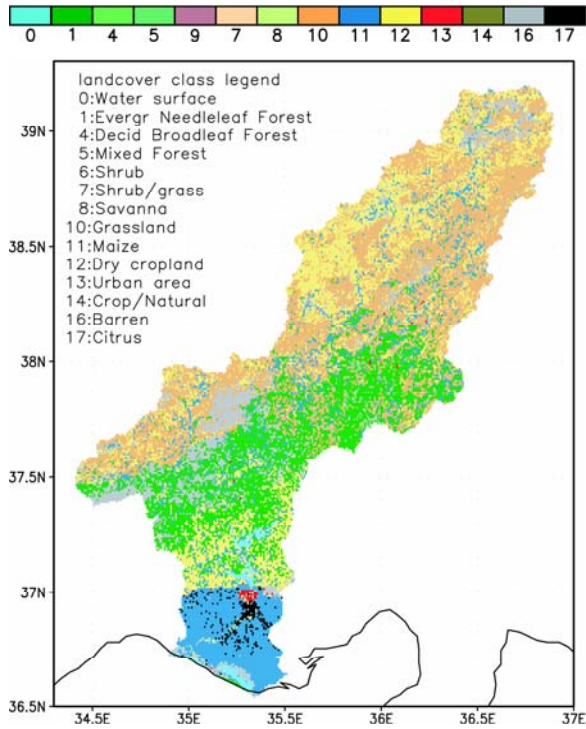 0 1 4 5 9 7 8 10 11 12 13 14 16 17
landcover class legend
0:Water surface
1:Evergr Needleleaf Forest
4:Decid Broadleaf Forest
5:Mixed Forest
6:Shrub
7:Shrub/grass
8:Savanna
10:Grassland
11:Maize
12:Dry cropland
13:Urban area
14:Crop/Natural
16:Barren
17:Citrus
39N
38.5N
38N
37.5N
37N
36.5N
34.5E 35E 35.5E 36E 36.5E 37E